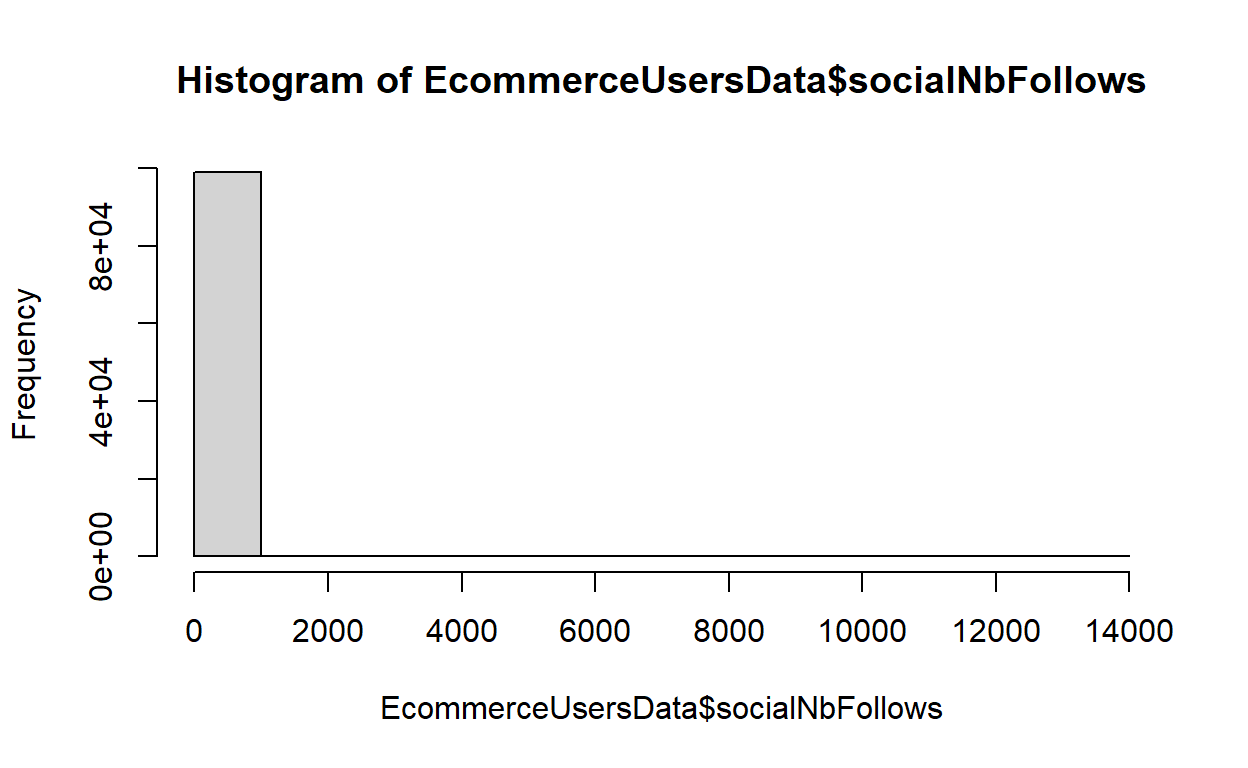 Histogram of EcommerceUsersData$socialNbFollows
Frequency
8e+04
4e+04
0e+00
0 2000 4000 6000 8000 10000 12000 14000
EcommerceUsersData$socialNbFollows